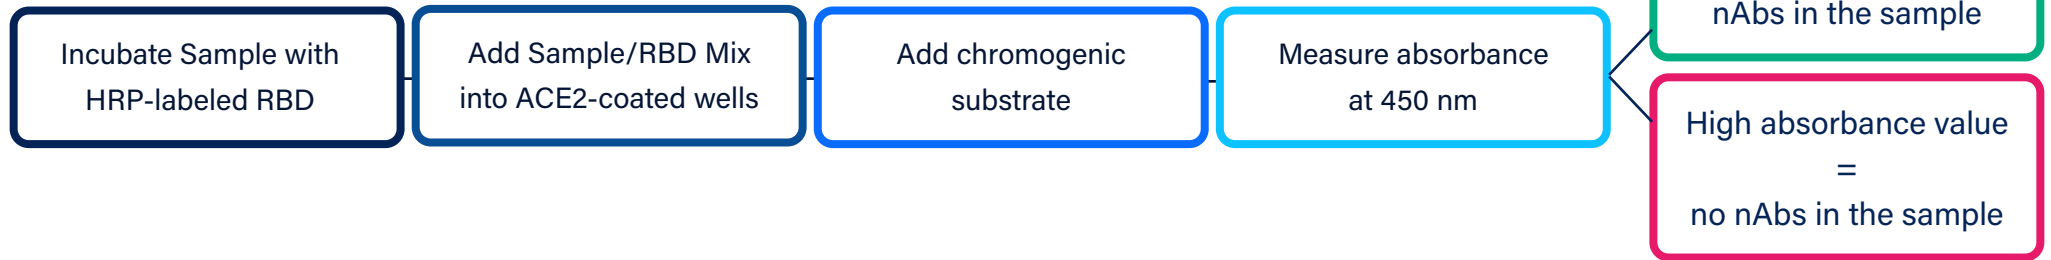 Incubate Sample with
HRP-labeled RBD
Add Sample/RBD Mix
into ACE2-coated wells
Add chromogenic
substrate
Measure absorbance
at 450 nm
nAbs in the sample
High absorbance value
=
no nAbs in the sample